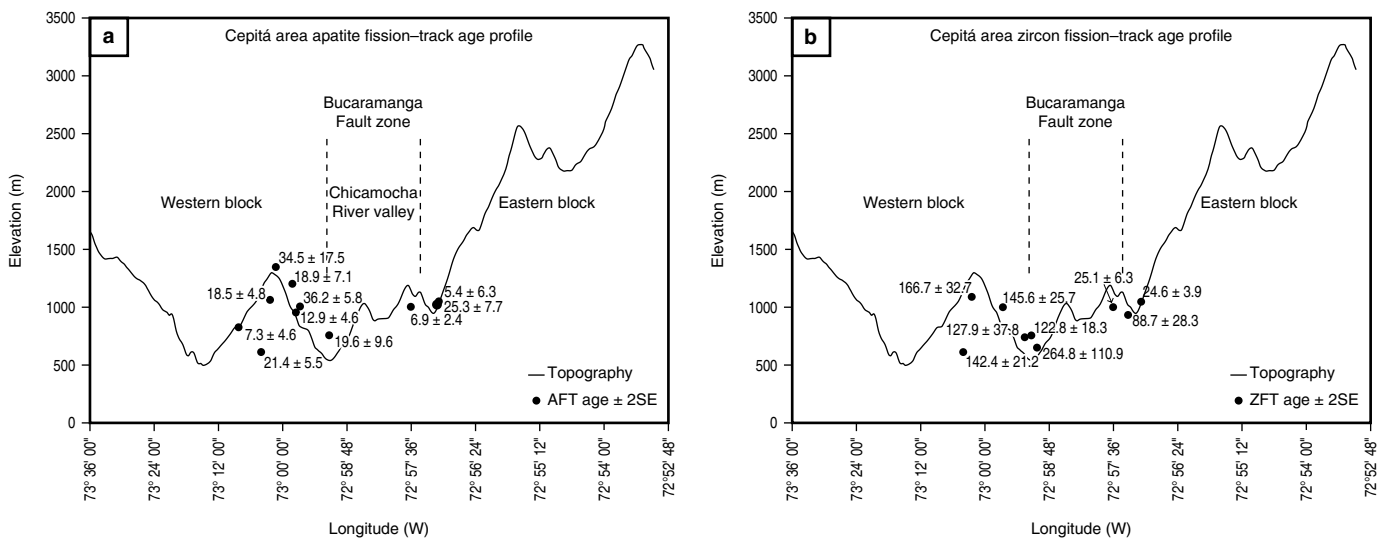 a
Cepitá area apatite fission–track age profile
Bucaramanga
Fault zone
Chicamocha
River valley
Western block
Eastern block
34.5 ± 17.5
18.9 ± 7.1
18.5 ± 4.8
36.2 ± 5.8
12.9 ± 4.6
7.3 ± 4.6
19.6 ± 9.6
21.4 ± 5.5
5.4 ± 6.3
25.3 ± 7.7
6.9 ± 2.4
Topography
AFT age ± 2SE
Elevation (m)
3500
3000
2500
2000
1500
1000
500
0
73° 36' 00"
73° 24' 00"
73° 12' 00"
73° 00' 00"
72° 58' 48"
72° 57' 36"
72° 56' 24"
72° 55' 12"
72° 54' 00"
72°52' 48"
Longitude (W)
b
Cepitá area zircon fission–track age profile
Bucaramanga
Fault zone
Western block
Eastern block
166.7 ± 32.7
145.6 ± 25.7
25.1 ± 6.3
24.6 ± 3.9
127.9 ± 37.8
122.8 ± 18.3
88.7 ± 28.3
142.4 ± 21.2
264.8 ± 110.9
Topography
ZFT age ± 2SE
Elevation (m)
3500
3000
2500
2000
1500
1000
500
0
73° 36' 00"
73° 24' 00"
73° 12' 00"
73° 00' 00"
72° 58' 48"
72° 57' 36"
72° 56' 24"
72° 55' 12"
72° 54' 00"
72°52' 48"
Longitude (W)